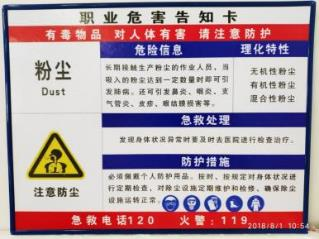 职业危害告知卡
有毒物品 对人体有害 请注意防护
粉尘
Dust
危险信息
长期接触生产粉尘的作业人员，当
吸入的粉尘达到一定数量时即可引
发肺病。还可引发鼻炎、咽炎、支
气管炎、皮疹、眼结膜损害等。
理化特性
无机性粉尘
有机性粉尘
混合性粉尘
急救处理
发现身体状况异常时要及时去医院进行检查治疗。
注意防尘
防护措施
必须佩戴个人防护用品。按时、按规定对身体状况进
行定期检查，对除尘设施定期维护和检修，确保除尘
设施运转正常。
急救电话120 火警：119
2018/8/1 10:54